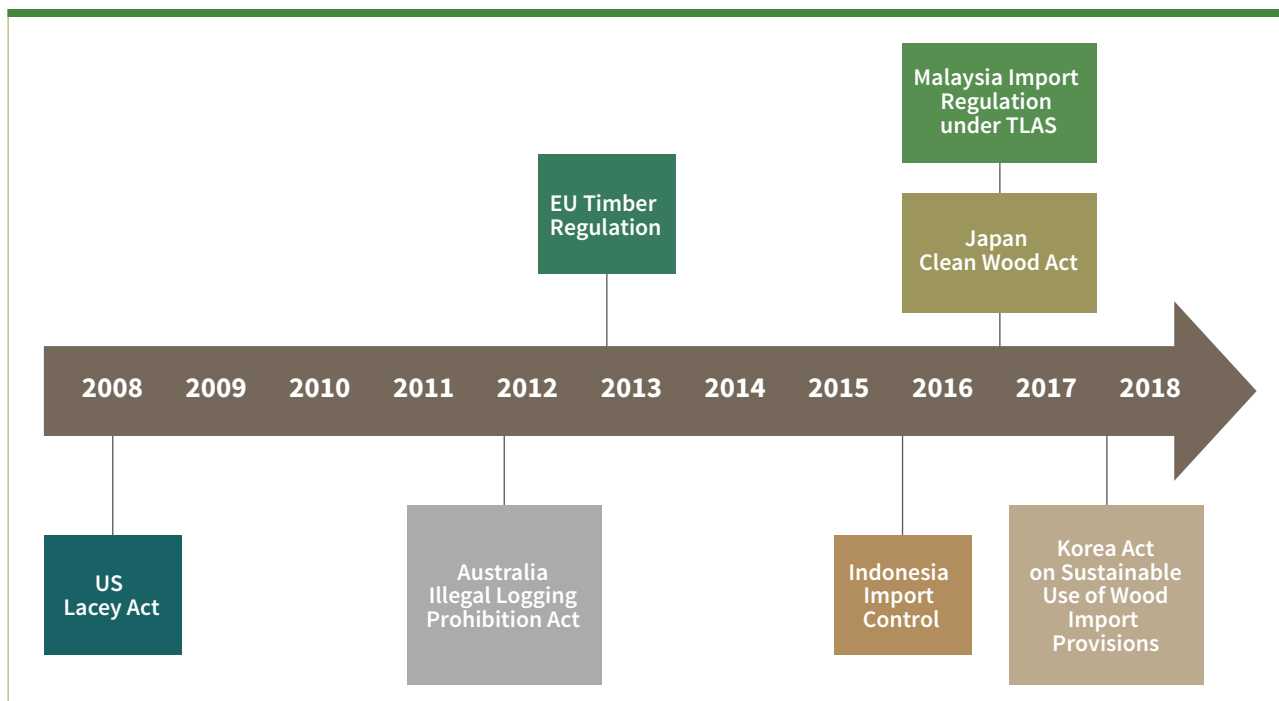 Malaysia Import
Regulation
under TLAS
EU Timber
Regulation
Japan
Clean Wood Act
2008 2009 2010 2011 2012 2013 2014 2015 2016 2017 2018
US
Lacey Act
Australia
Illegal Logging
Prohibition Act
Indonesia
Import
Control
Korea Act
on Sustainable
Use of Wood
Import
Provisions